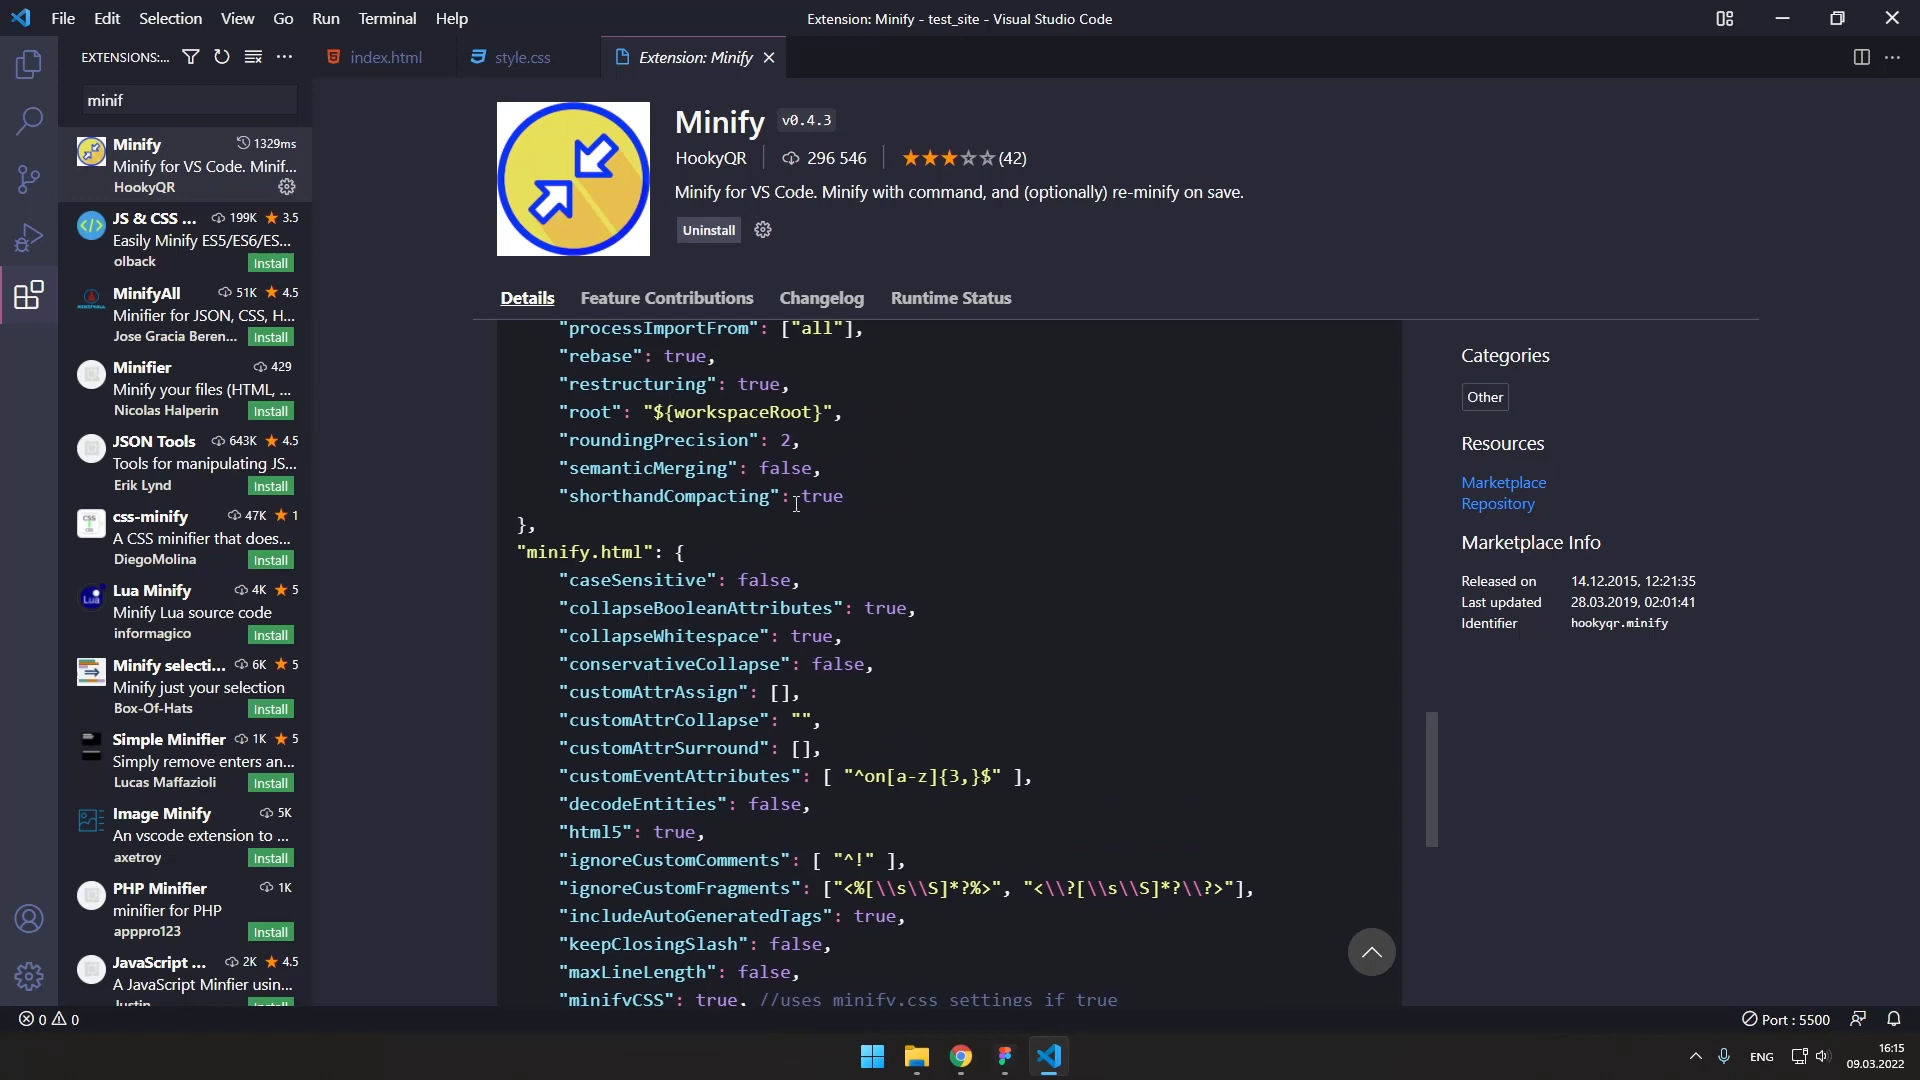 File Edit Selection View Go Run Terminal Help
Extension: Minify - test_site - Visual Studio Code
EXTENSIONS:...
index.html
style.css
Extension: Minify
minif
Minify 1329ms
Minify for VS Code. Minif...
HookyQR
JS & CSS ... 199K 3.5
Easily Minify ES5/ES6/ES...
olback Install
MinifyAll 51K 4.5
Minifier for JSON, CSS, H...
Jose Gracia Beren... Install
Minifier 429
Minify your files (HTML, ...
Nicolas Halperin Install
JSON Tools 643K 4.5
Tools for manipulating JS...
Erik Lynd Install
css-minify 47K 1
A CSS minifier that does...
DiegoMolina Install
Lua Minify 4K 5
Minify Lua source code
informagico Install
Minify selecti... 6K 5
Minify just your selection
Box-Of-Hats Install
Simple Minifier 1K 5
Simply remove enters an...
Lucas Maffazioli Install
Image Minify 5K
An vscode extension to ...
axetroy Install
PHP Minifier 1K
minifier for PHP
apppro123 Install
JavaScript ... 2K 4.5
A JavaScript Minfier usin...
Justin Install
Minify v0.4.3
HookyQR 296 546 (42)
Minify for VS Code. Minify with command, and (optionally) re-minify on save.
Uninstall
Details Feature Contributions Changelog Runtime Status
"processImportFrom": ["all"],
"rebase": true,
"restructuring": true,
"root": "${workspaceRoot}",
"roundingPrecision": 2,
"semanticMerging": false,
"shorthandCompacting": true
},
"minify.html": {
"caseSensitive": false,
"collapseBooleanAttributes": true,
"collapseWhitespace": true,
"conservativeCollapse": false,
"customAttrAssign": [],
"customAttrCollapse": "",
"customAttrSurround": [],
"customEventAttributes": [ "^on[a-z]{3,}$" ],
"decodeEntities": false,
"html5": true,
"ignoreCustomComments": [ "^!" ],
"ignoreCustomFragments": ["<%[\\s\\S]*?%>", "<\\?[\\s\\S]*?\\?>"],
"includeAutoGeneratedTags": true,
"keepClosingSlash": false,
"maxLineLength": false,
"minifyCSS": true, //uses minify.css settings if true
Categories
Other
Resources
Marketplace
Repository
Marketplace Info
Released on 14.12.2015, 12:21:35
Last updated 28.03.2019, 02:01:41
Identifier hookyqr.minify
0 0
Port : 5500
ENG
16:15
09.03.2022